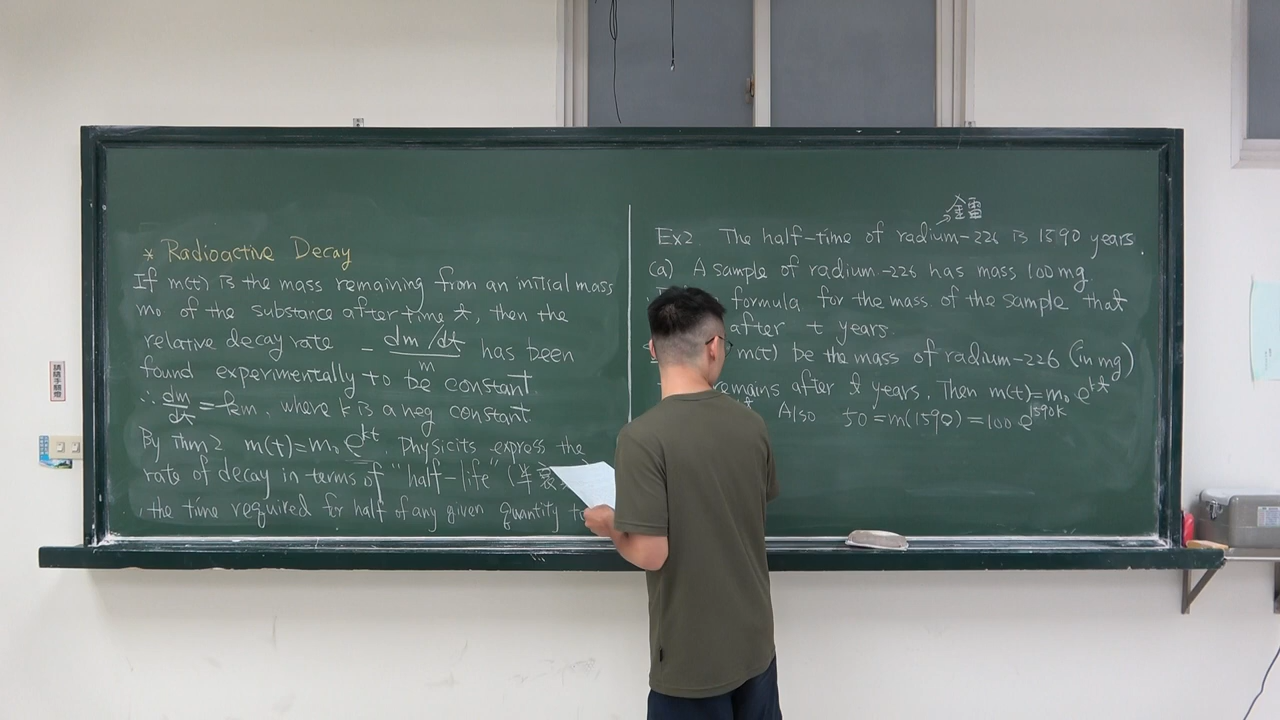 * Radioactive Decay
If m(t) is the mass remaining from an initial mass
m₀ of the substance after time t, then the
relative decay rate - dm/dt / m has been
found experimentally to be constant.
∴ dm/dt = km, where k is a neg constant.
By Thm 2 m(t)=m₀ e^kt. Physicits express the
rate of decay in terms of "half-life" (半衰
, the time required for half of any given quantity to
鐳
Ex2. The half-time of radium-226 is 1590 years.
(a) A sample of radium-226 has mass 100 mg.
formula for the mass of the sample that
after t years.
m(t) be the mass of radium-226 (in mg)
remains after t years. Then m(t)=m₀ e^kt
Also 50=m(1590)=100 e^1590k